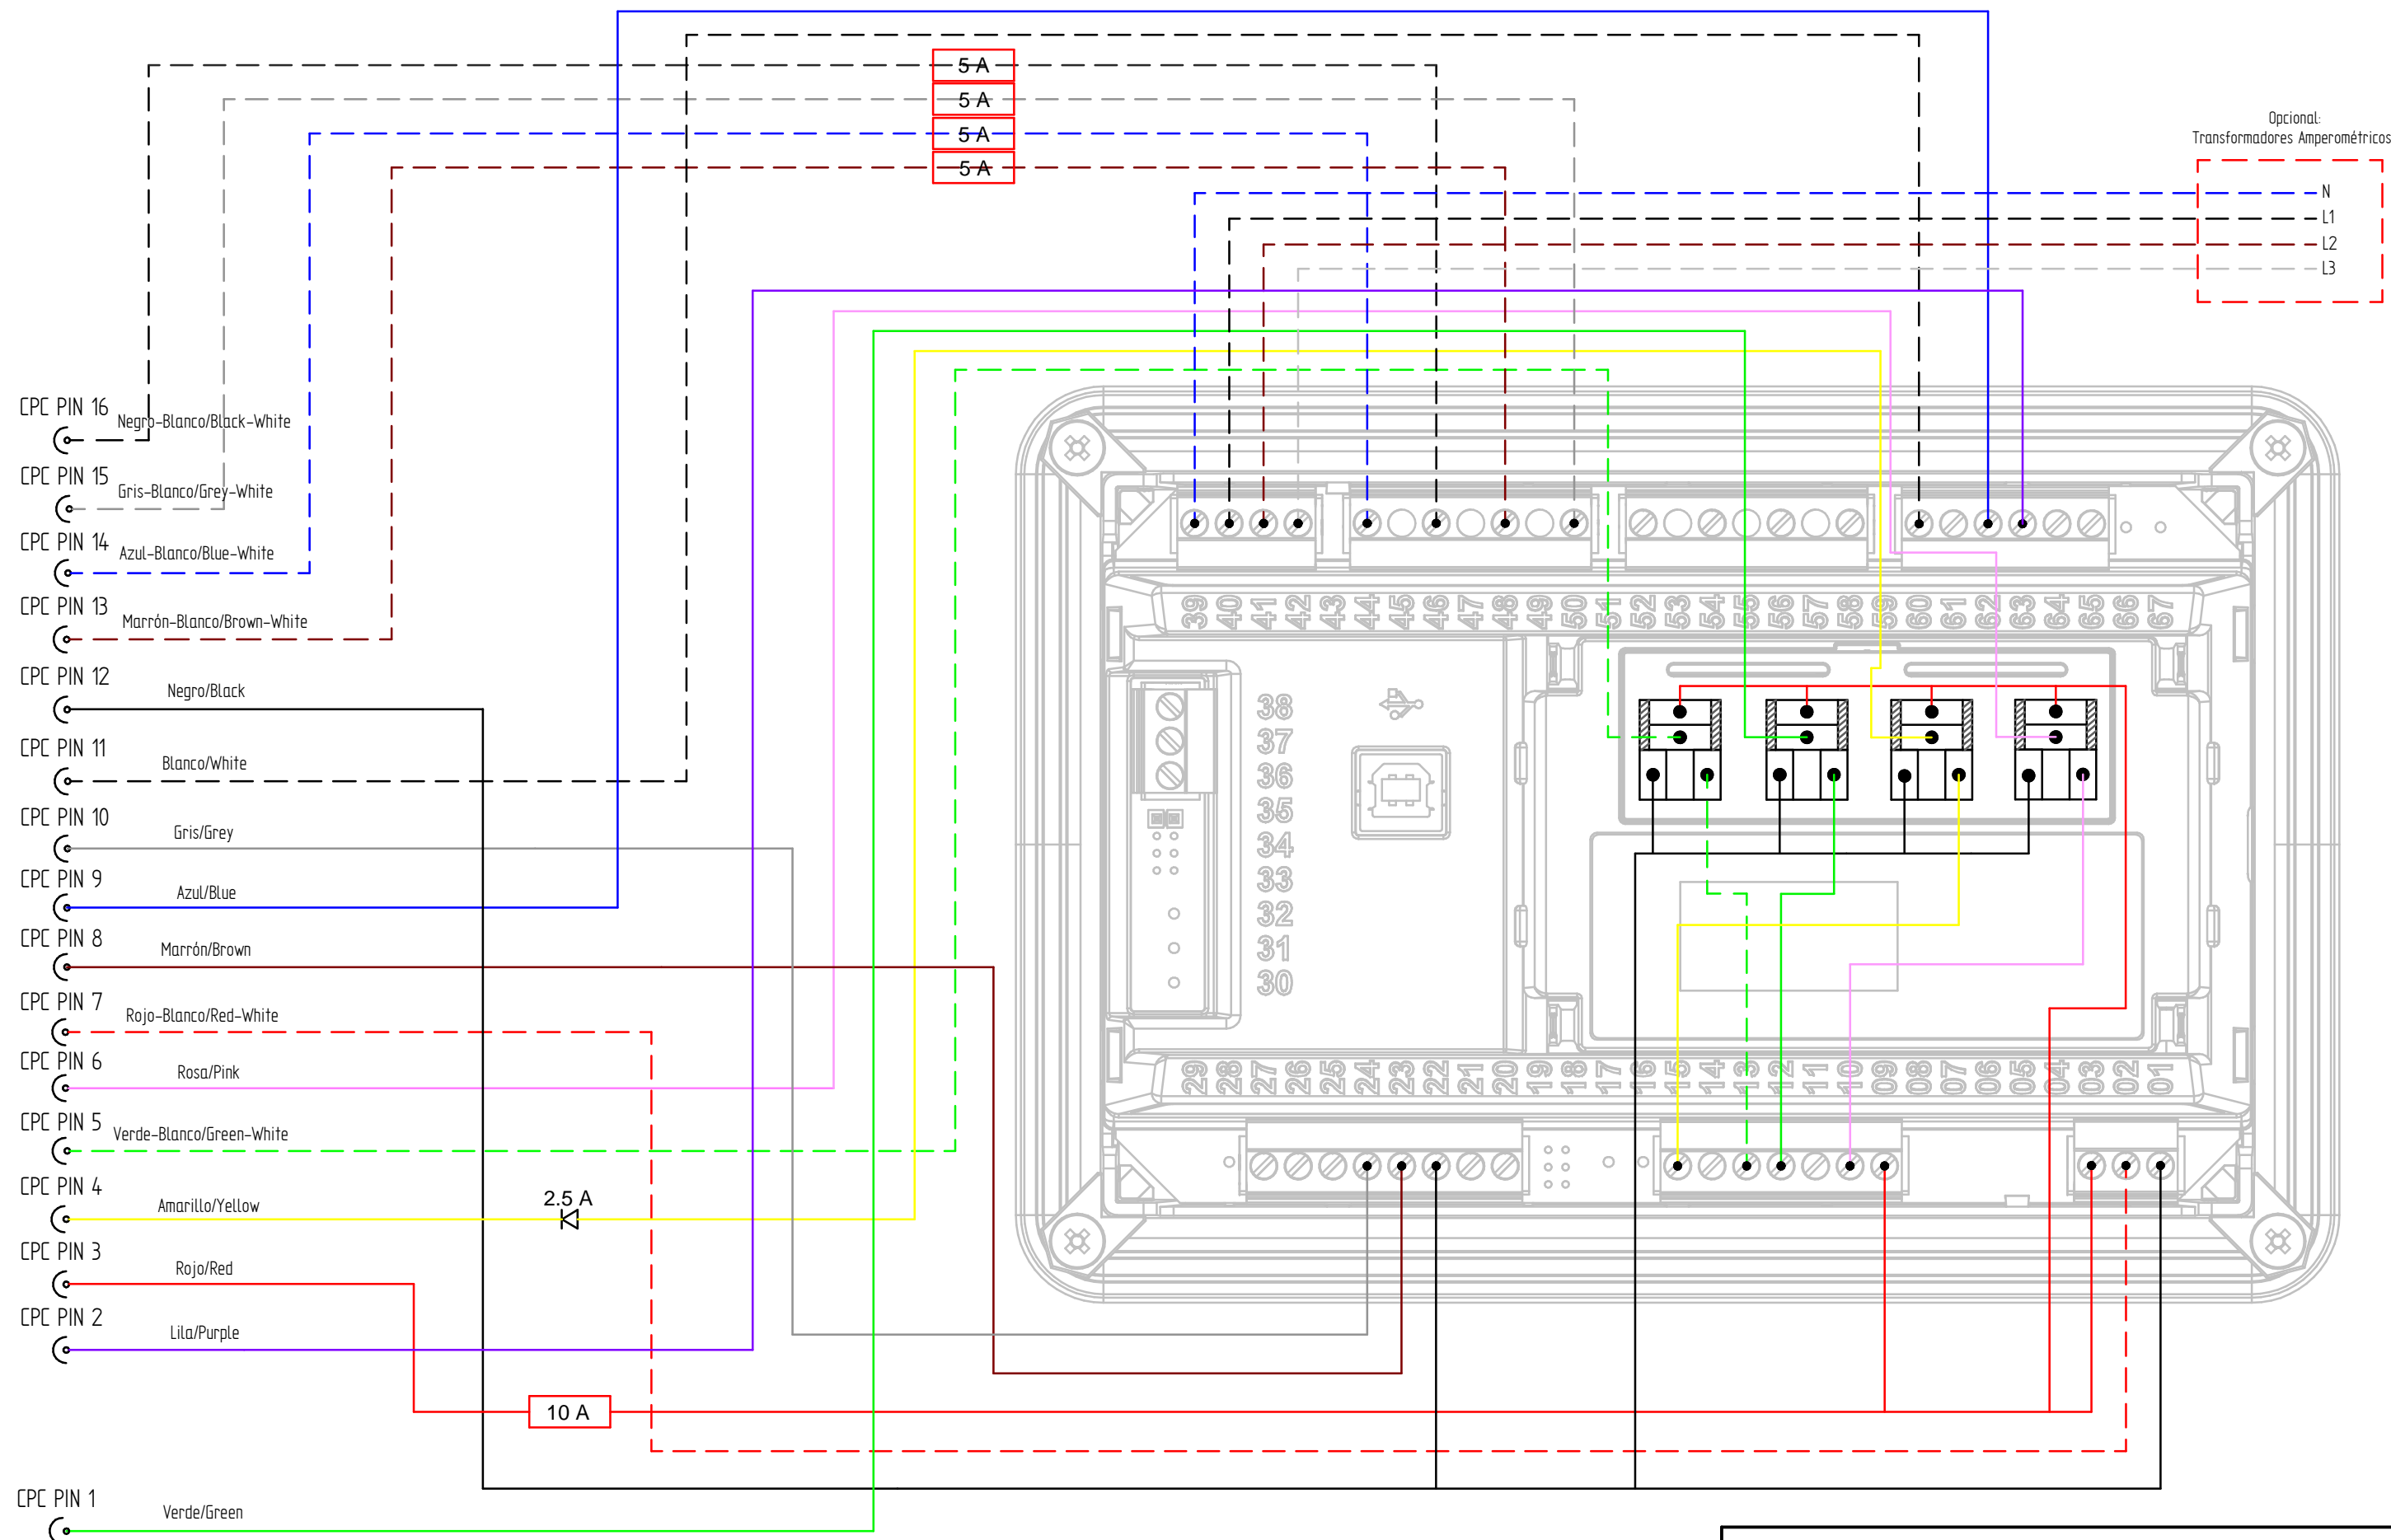 5 A
5 A
5 A
5 A
Opcional:
Transformadores Amperométricos
N
L1
L2
L3
CPC PIN 16
Negro-Blanco/Black-White
CPC PIN 15
Gris-Blanco/Grey-White
CPC PIN 14
Azul-Blanco/Blue-White
CPC PIN 13
Marrón-Blanco/Brown-White
CPC PIN 12
Negro/Black
CPC PIN 11
Blanco/White
CPC PIN 10
Gris/Grey
CPC PIN 9
Azul/Blue
CPC PIN 8
Marrón/Brown
CPC PIN 7
Rojo-Blanco/Red-White
CPC PIN 6
Rosa/Pink
CPC PIN 5
Verde-Blanco/Green-White
CPC PIN 4
Amarillo/Yellow
2.5 A
CPC PIN 3
Rojo/Red
CPC PIN 2
Lila/Purple
10 A
CPC PIN 1
Verde/Green
39 40 41 42 43 44 45 46 47 48 49 50 51 52 53 54 55 56 57 58 59 60 61 62 63 64 65 66 67
38
37
36
35
34
33
32
31
30
29 28 27 26 25 24 23 22 21 20 19 18 17 16 15 14 13 12 11 10 09 08 07 06 05 04 03 02 01